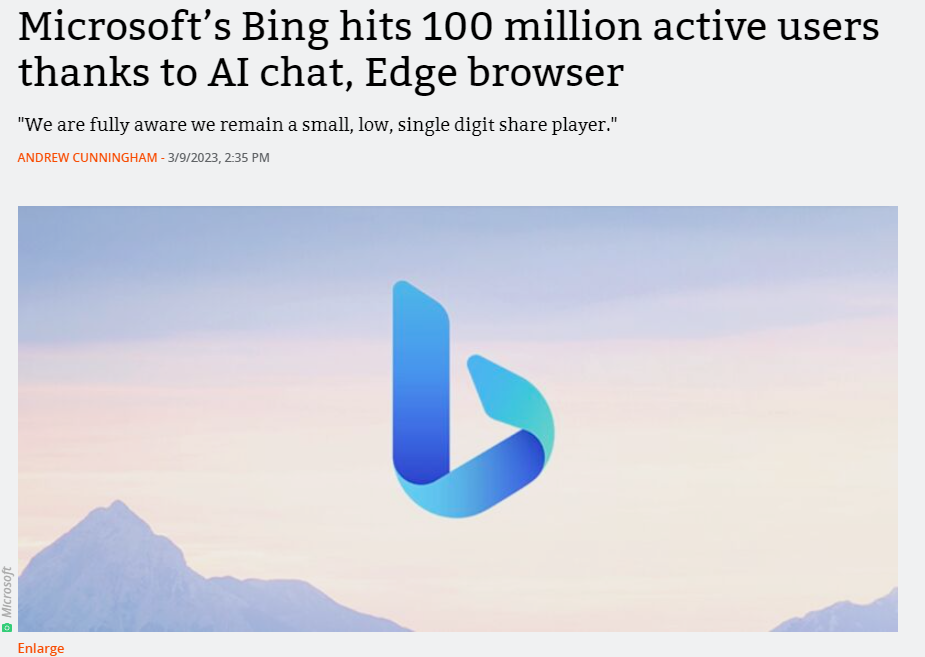 Microsoft’s Bing hits 100 million active users
thanks to AI chat, Edge browser
"We are fully aware we remain a small, low, single digit share player."
ANDREW CUNNINGHAM - 3/9/2023, 2:35 PM
Microsoft
Enlarge